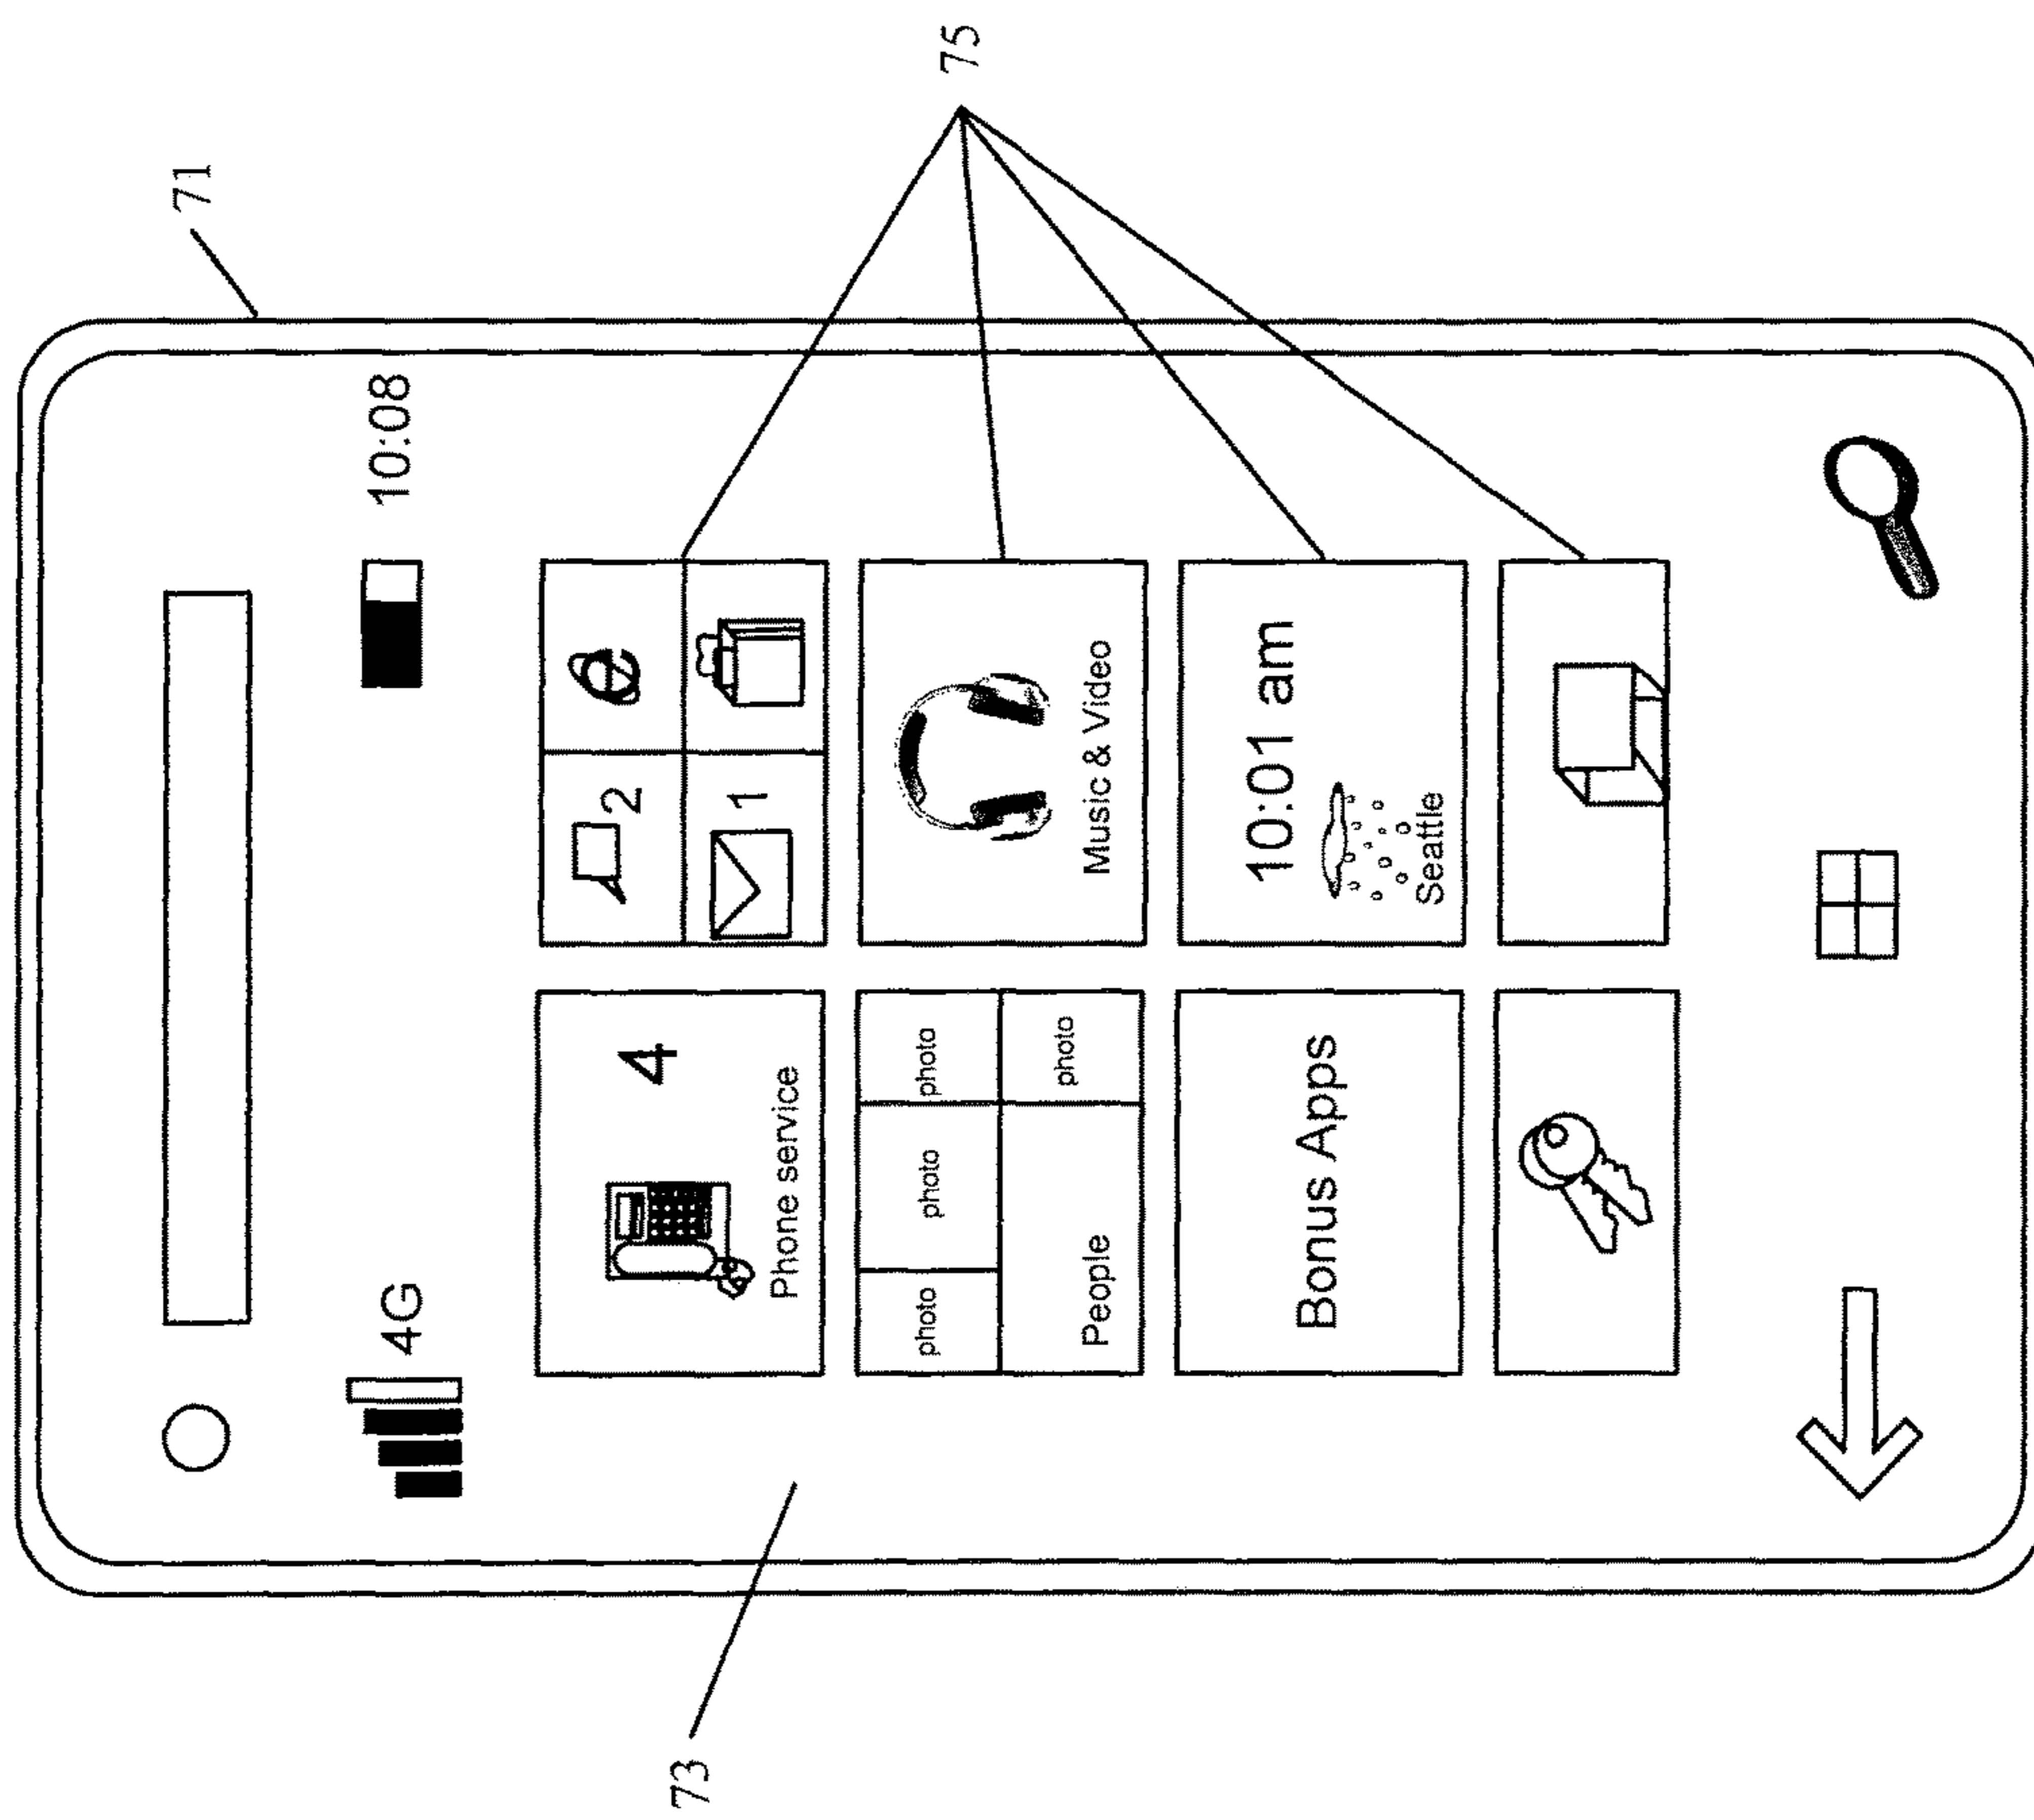 71
4G 10:08
4 2
73
1
Phone service
photo photo photo
75
photo
People
Music & Video
10:01 am
Bonus Apps
Seattle